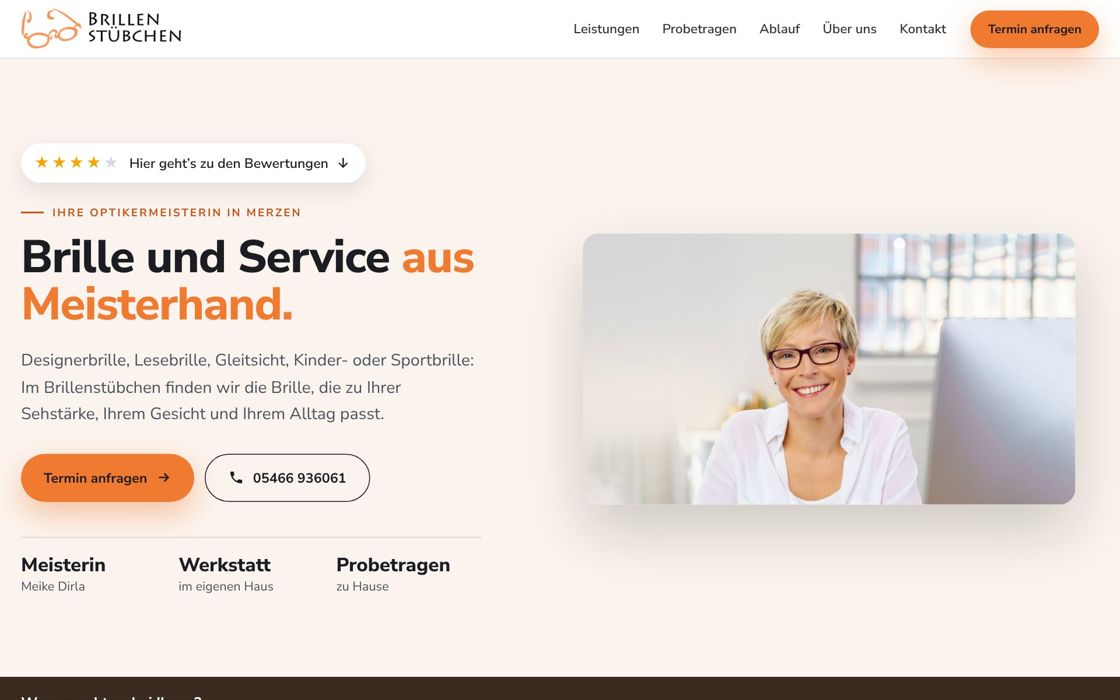 BRILLEN
STÜBCHEN
Leistungen
Probetragen
Ablauf
Über uns
Kontakt
Termin anfragen
Hier geht's zu den Bewertungen
IHRE OPTIKERMEISTERIN IN MERZEN
Brille und Service aus
Meisterhand.
Designerbrille, Lesebrille, Gleitsicht, Kinder- oder Sportbrille:
Im Brillenstübchen finden wir die Brille, die zu Ihrer
Sehstärke, Ihrem Gesicht und Ihrem Alltag passt.
Termin anfragen
05466 936061
Meisterin
Meike Dirla
Werkstatt
im eigenen Haus
Probetragen
zu Hause